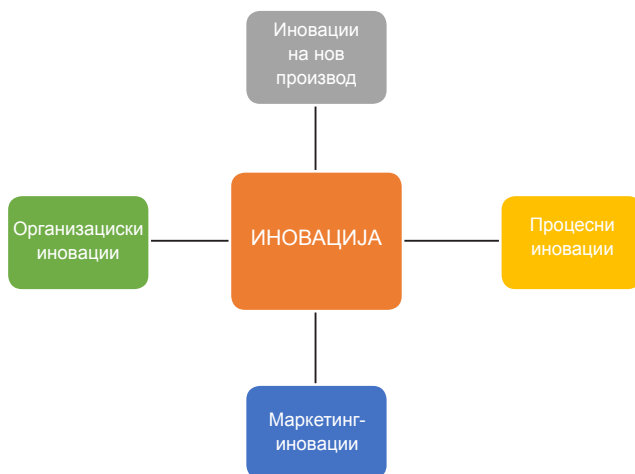 Иновации
на нов
производ
Организациски
иновации
ИНОВАЦИЈА
Процесни
иновации
Маркетинг-
иновации